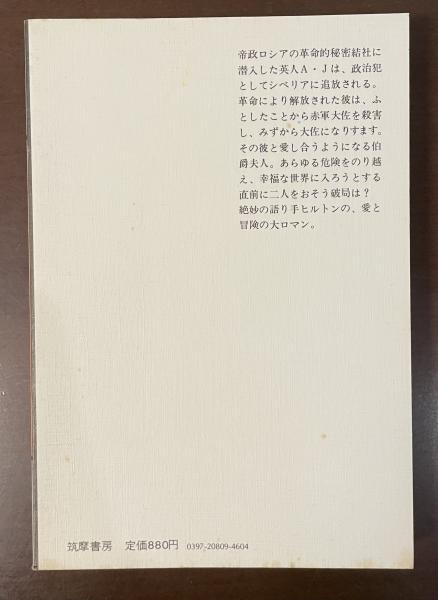 帝政ロシアの革命的秘密結社に
潜入した英人A・Jは、政治犯
としてシベリアに追放される。
革命により解放された彼は、ふ
としたことから赤軍大佐を殺害
し、みずから大佐になりすます。
その彼と愛し合うようになる伯
爵夫人。あらゆる危険をのり越
え、幸福な世界に入ろうとする
直前に二人をおそう破局は?
絶妙の語り手ヒルトンの、愛と
冒険の大ロマン。
筑摩書房 定価880円 0397-20809-4604